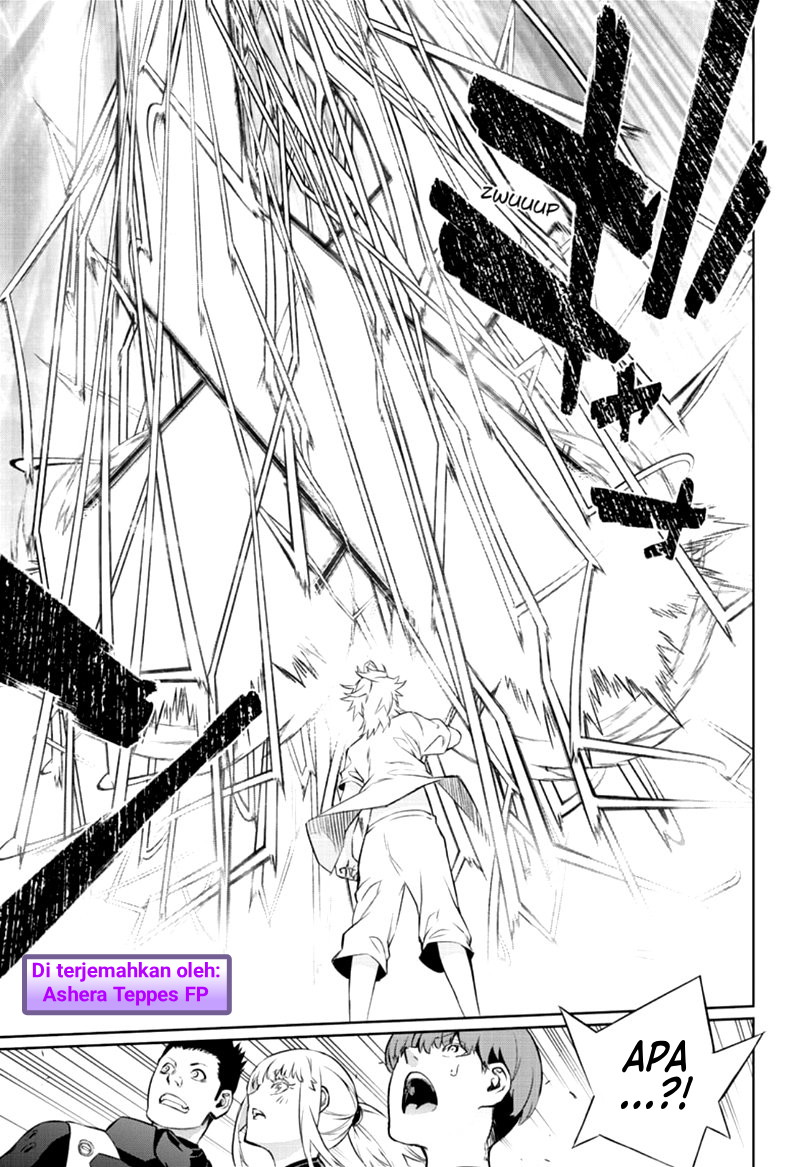 ZWUUUP
Di terjemahkan oleh:
Ashera Teppes FP
APA
...?!